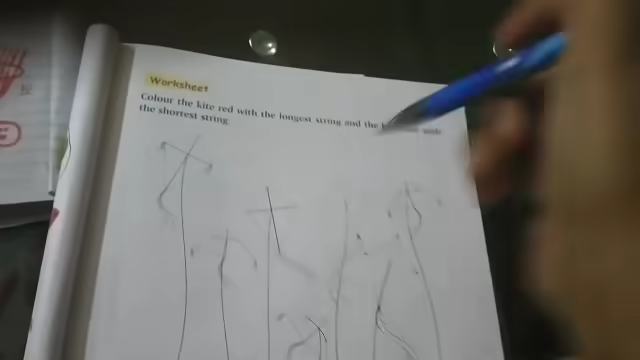 Worksheet
Colour the kite red with the longest string and the
the shortest string.